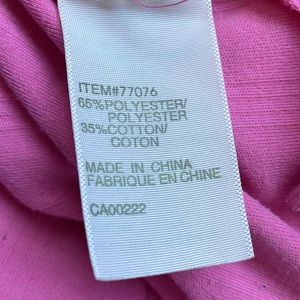 ITEM#77076
65%POLYESTER/
POLYESTER
35%COTTON/
COTON
MADE IN CHINA
FABRIQUE EN CHINE
CA00222